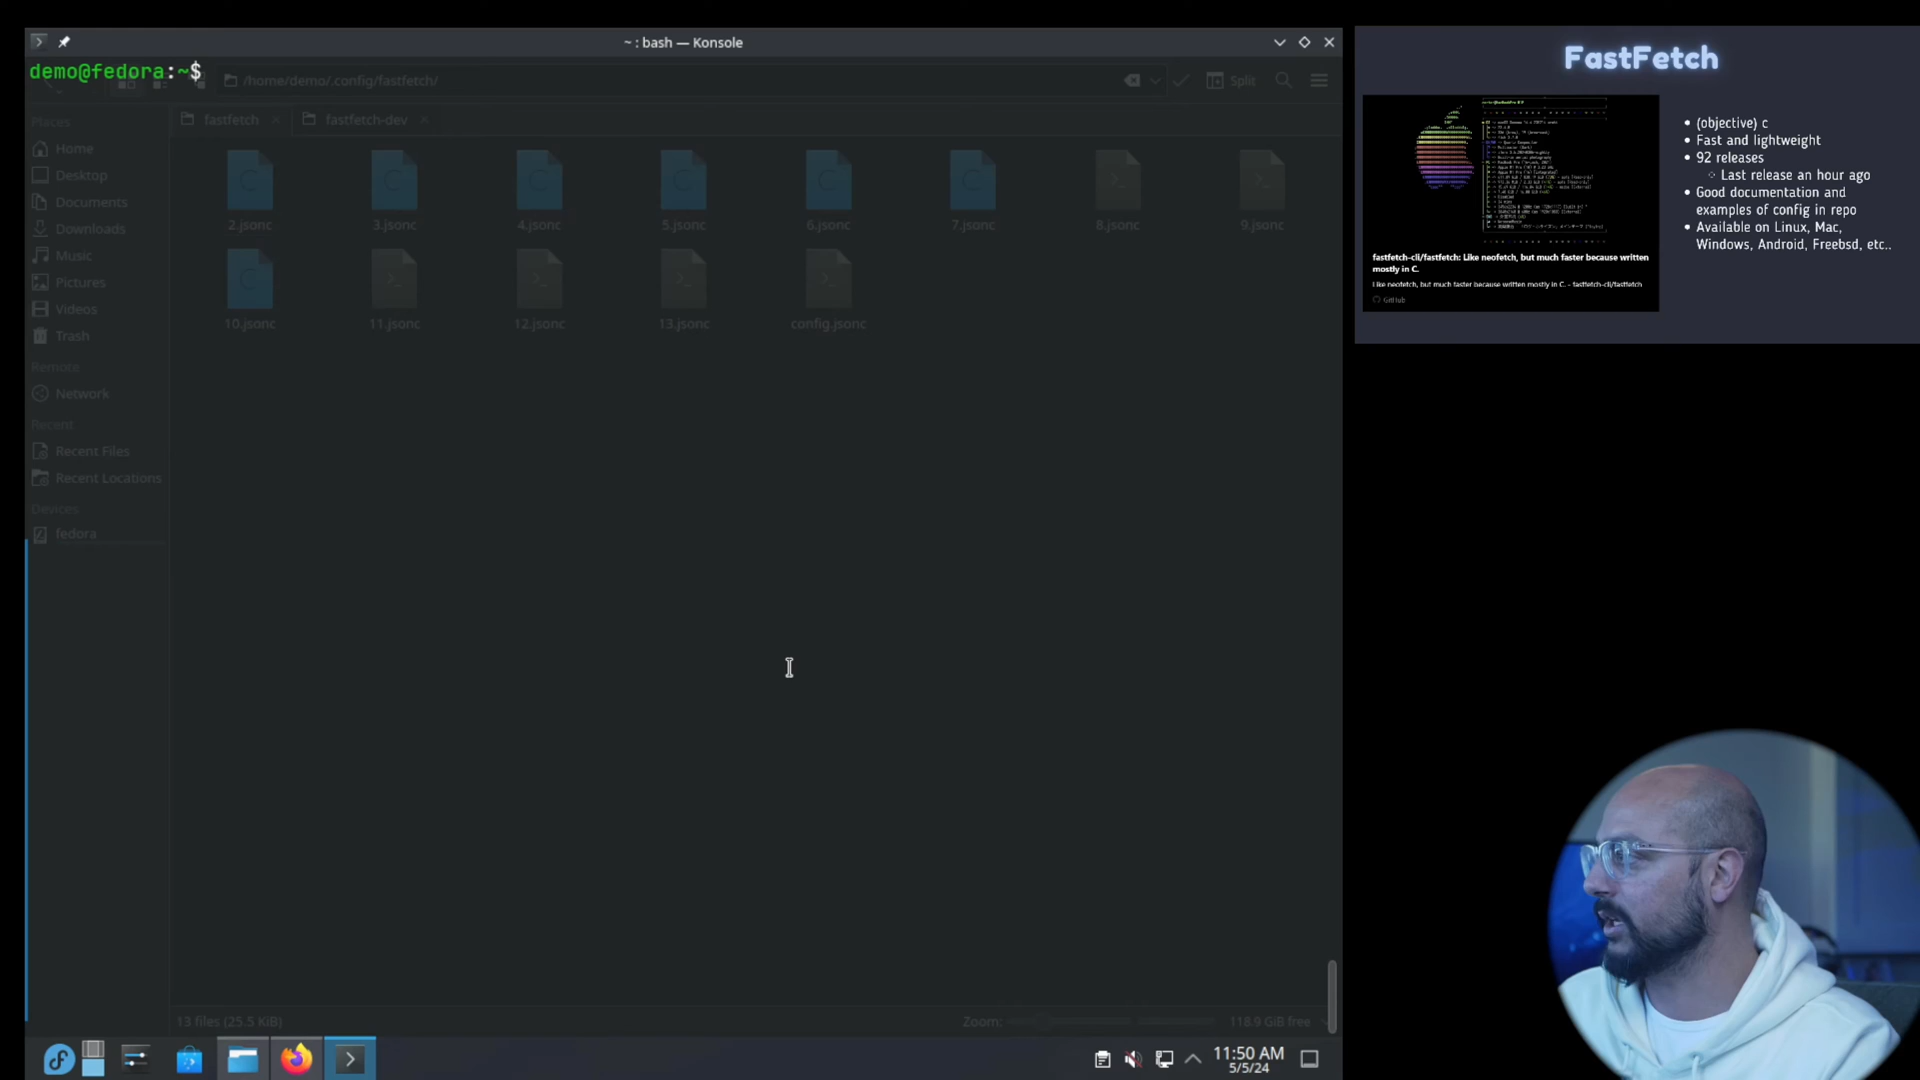 ~ : bash — Konsole
demo@fedora:~$
/home/demo/.config/fastfetch/
Split
Places
fastfetch
fastfetch-dev
Home
Desktop
Documents
Downloads
Music
Pictures
Videos
Trash
Remote
Network
Recent
Recent Files
Recent Locations
Devices
fedora
2.jsonc
3.jsonc
4.jsonc
5.jsonc
6.jsonc
7.jsonc
8.jsonc
9.jsonc
10.jsonc
11.jsonc
12.jsonc
13.jsonc
config.jsonc
13 files (25.5 KiB)
Zoom:
118.9 GiB free
11:50 AM
5/5/24
FastFetch
fastfetch-cli/fastfetch: Like neofetch, but much faster because written
mostly in C.
Like neofetch, but much faster because written mostly in C. - fastfetch-cli/fastfetch
GitHub
(objective) c
Fast and lightweight
92 releases
Last release an hour ago
Good documentation and
examples of config in repo
Available on Linux, Mac,
Windows, Android, Freebsd, etc..